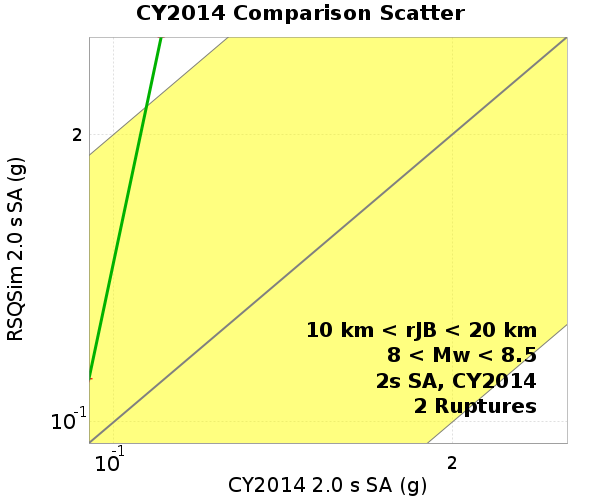 CY2014 Comparison Scatter
RSQSim 2.0 s SA (g)
2
10-1
10 km < rJB < 20 km
8 < Mw < 8.5
2s SA, CY2014
2 Ruptures
10-1
2
CY2014 2.0 s SA (g)